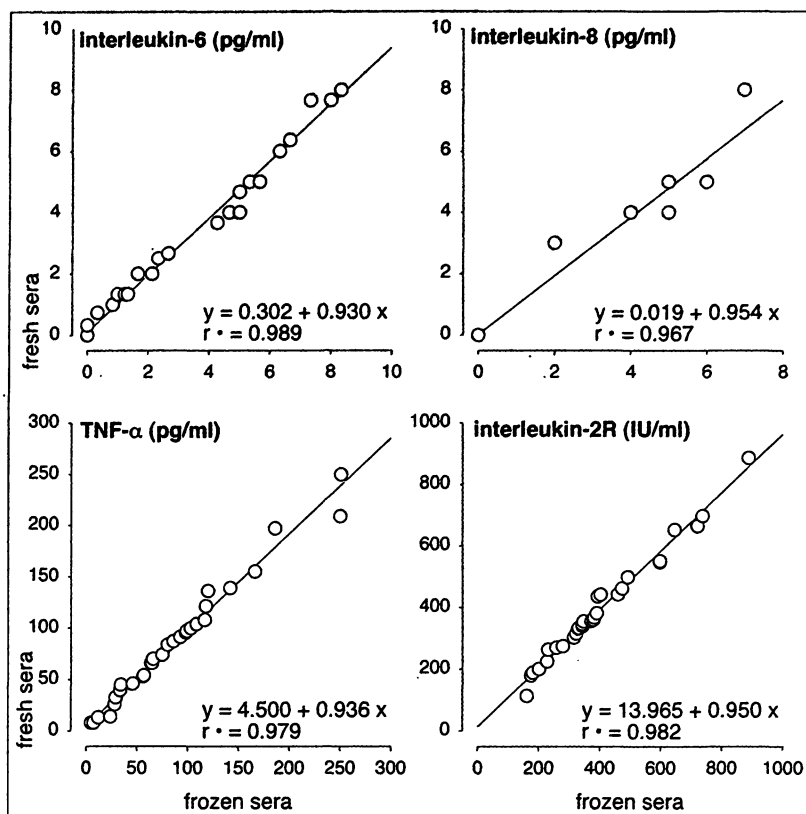 interleukin-6 (pg/ml)
10
8
6
4
2
0
fresh sera
y = 0.302 + 0.930 x
r • = 0.989
0 2 4 6 8 10
interleukin-8 (pg/ml)
10
8
6
4
2
0
y = 0.019 + 0.954 x
r • = 0.967
0 2 4 6 8
TNF-α (pg/ml)
300
250
200
150
100
50
0
fresh sera
y = 4.500 + 0.936 x
r • = 0.979
0 50 100 150 200 250 300
frozen sera
interleukin-2R (IU/ml)
1000
800
600
400
200
0
y = 13.965 + 0.950 x
r • = 0.982
0 200 400 600 800 1000
frozen sera